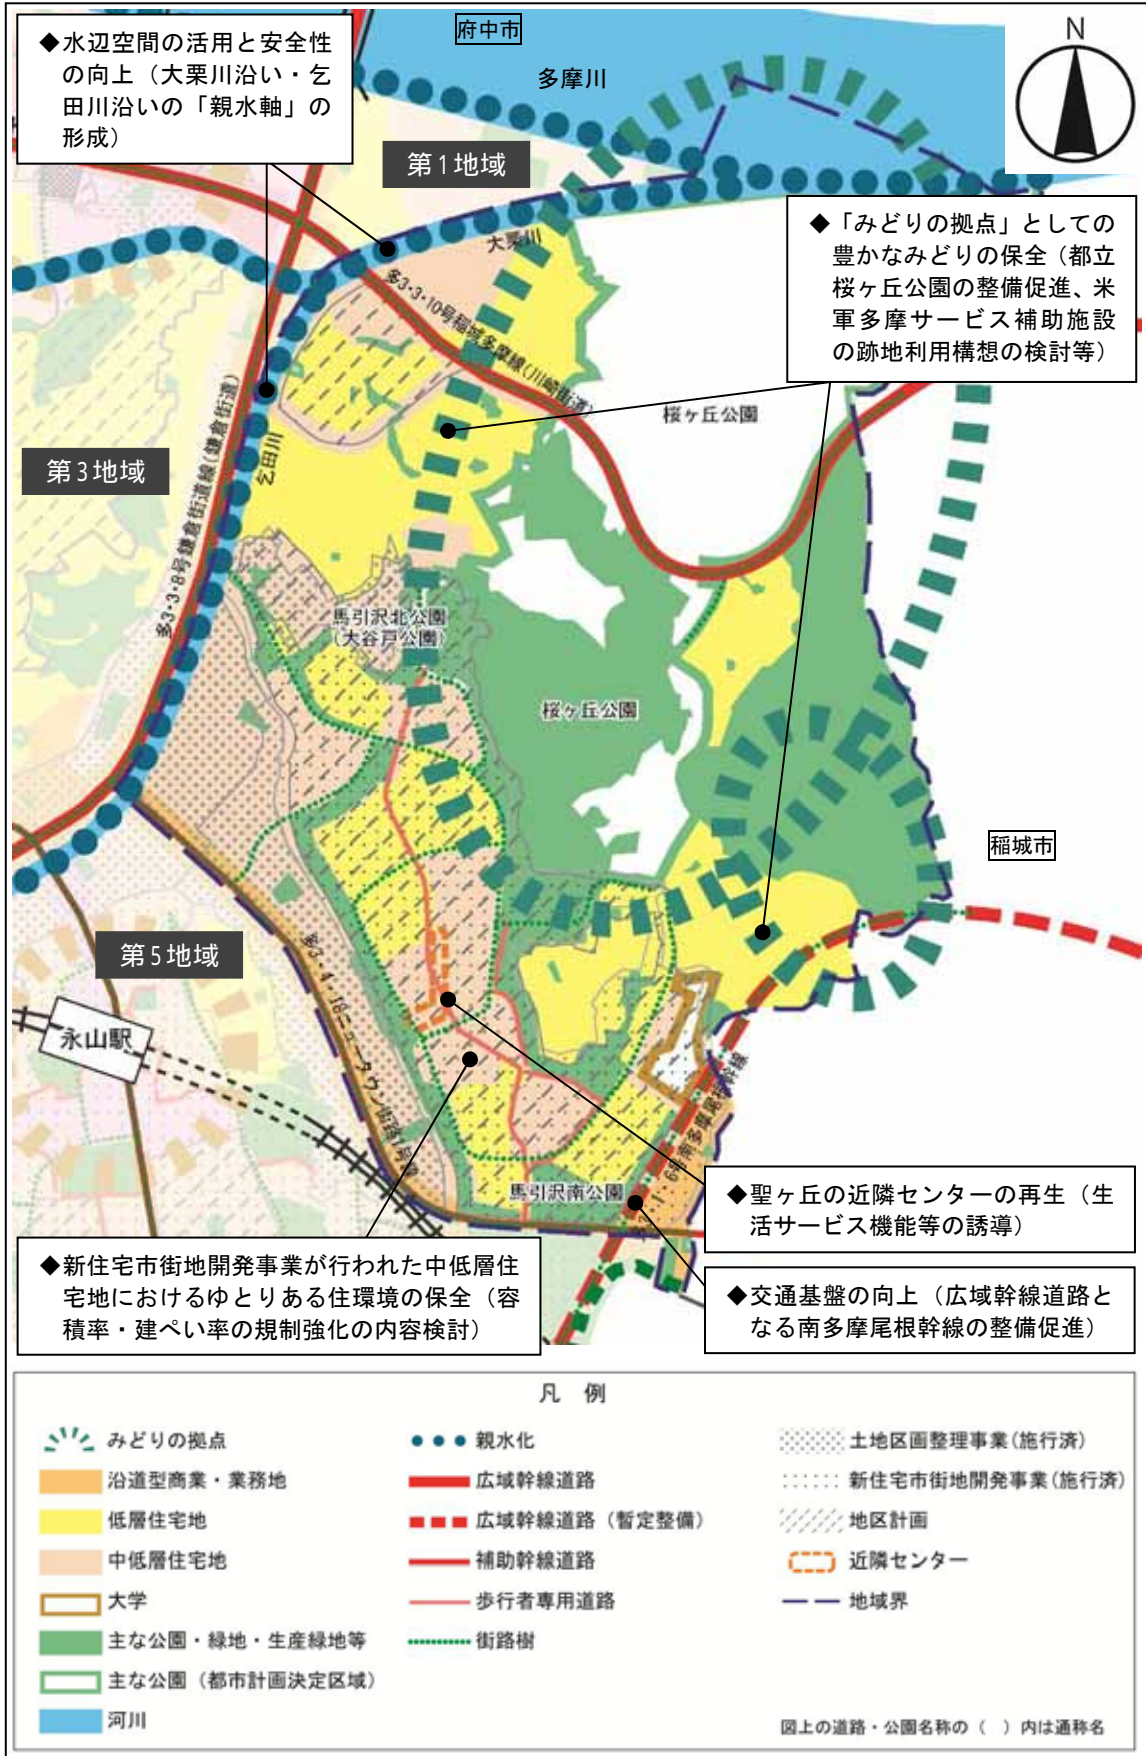 ◆水辺空間の活用と安全性
の向上（大栗川沿い・乞
田川沿いの「親水軸」の
形成）
府中市
多摩川
N
第1地域
◆「みどりの拠点」としての
豊かなみどりの保全（都立
桜ヶ丘公園の整備促進、米
軍多摩サービス補助施設
の跡地利用構想の検討等）
大栗川
多3・3・10号稲城多摩線(川崎街道)
桜ヶ丘公園
第3地域
乞田川
多3・3・8号鎌倉街道線(鎌倉街道)
馬引沢北公園
(大谷戸公園)
桜ヶ丘公園
稲城市
第5地域
永山駅
馬引沢南公園
◆聖ヶ丘の近隣センターの再生（生
活サービス機能等の誘導）
◆新住宅市街地開発事業が行われた中低層住
宅地におけるゆとりある住環境の保全（容
積率・建ぺい率の規制強化の内容検討）
◆交通基盤の向上（広域幹線道路と
なる南多摩尾根幹線の整備促進）
凡 例
みどりの拠点
沿道型商業・業務地
低層住宅地
中低層住宅地
大学
主な公園・緑地・生産緑地等
主な公園（都市計画決定区域）
河川
親水化
広域幹線道路
広域幹線道路（暫定整備）
補助幹線道路
歩行者専用道路
街路樹
土地区画整理事業(施行済)
新住宅市街地開発事業(施行済)
地区計画
近隣センター
地域界
図上の道路・公園名称の（ ）内は通称名